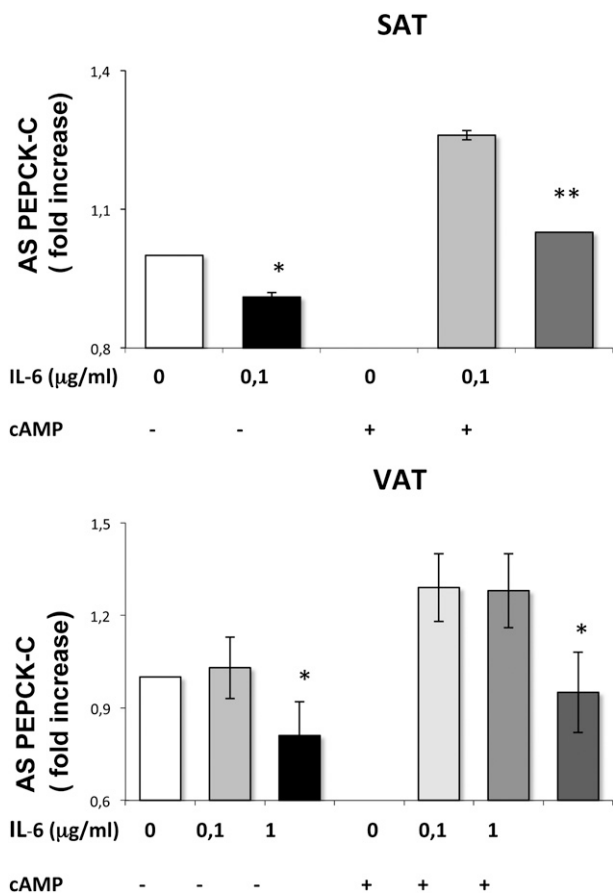 SAT
AS PEPCK-C
( fold increase)
1,4
1,1
0,8
*
**
IL-6 (μg/ml) 0 0,1 0 0,1
cAMP - - + +
VAT
AS PEPCK-C
( fold increase)
1,5
1,2
0,9
0,6
*
*
IL-6 (μg/ml) 0 0,1 1 0 0,1 1
cAMP - - - + + +